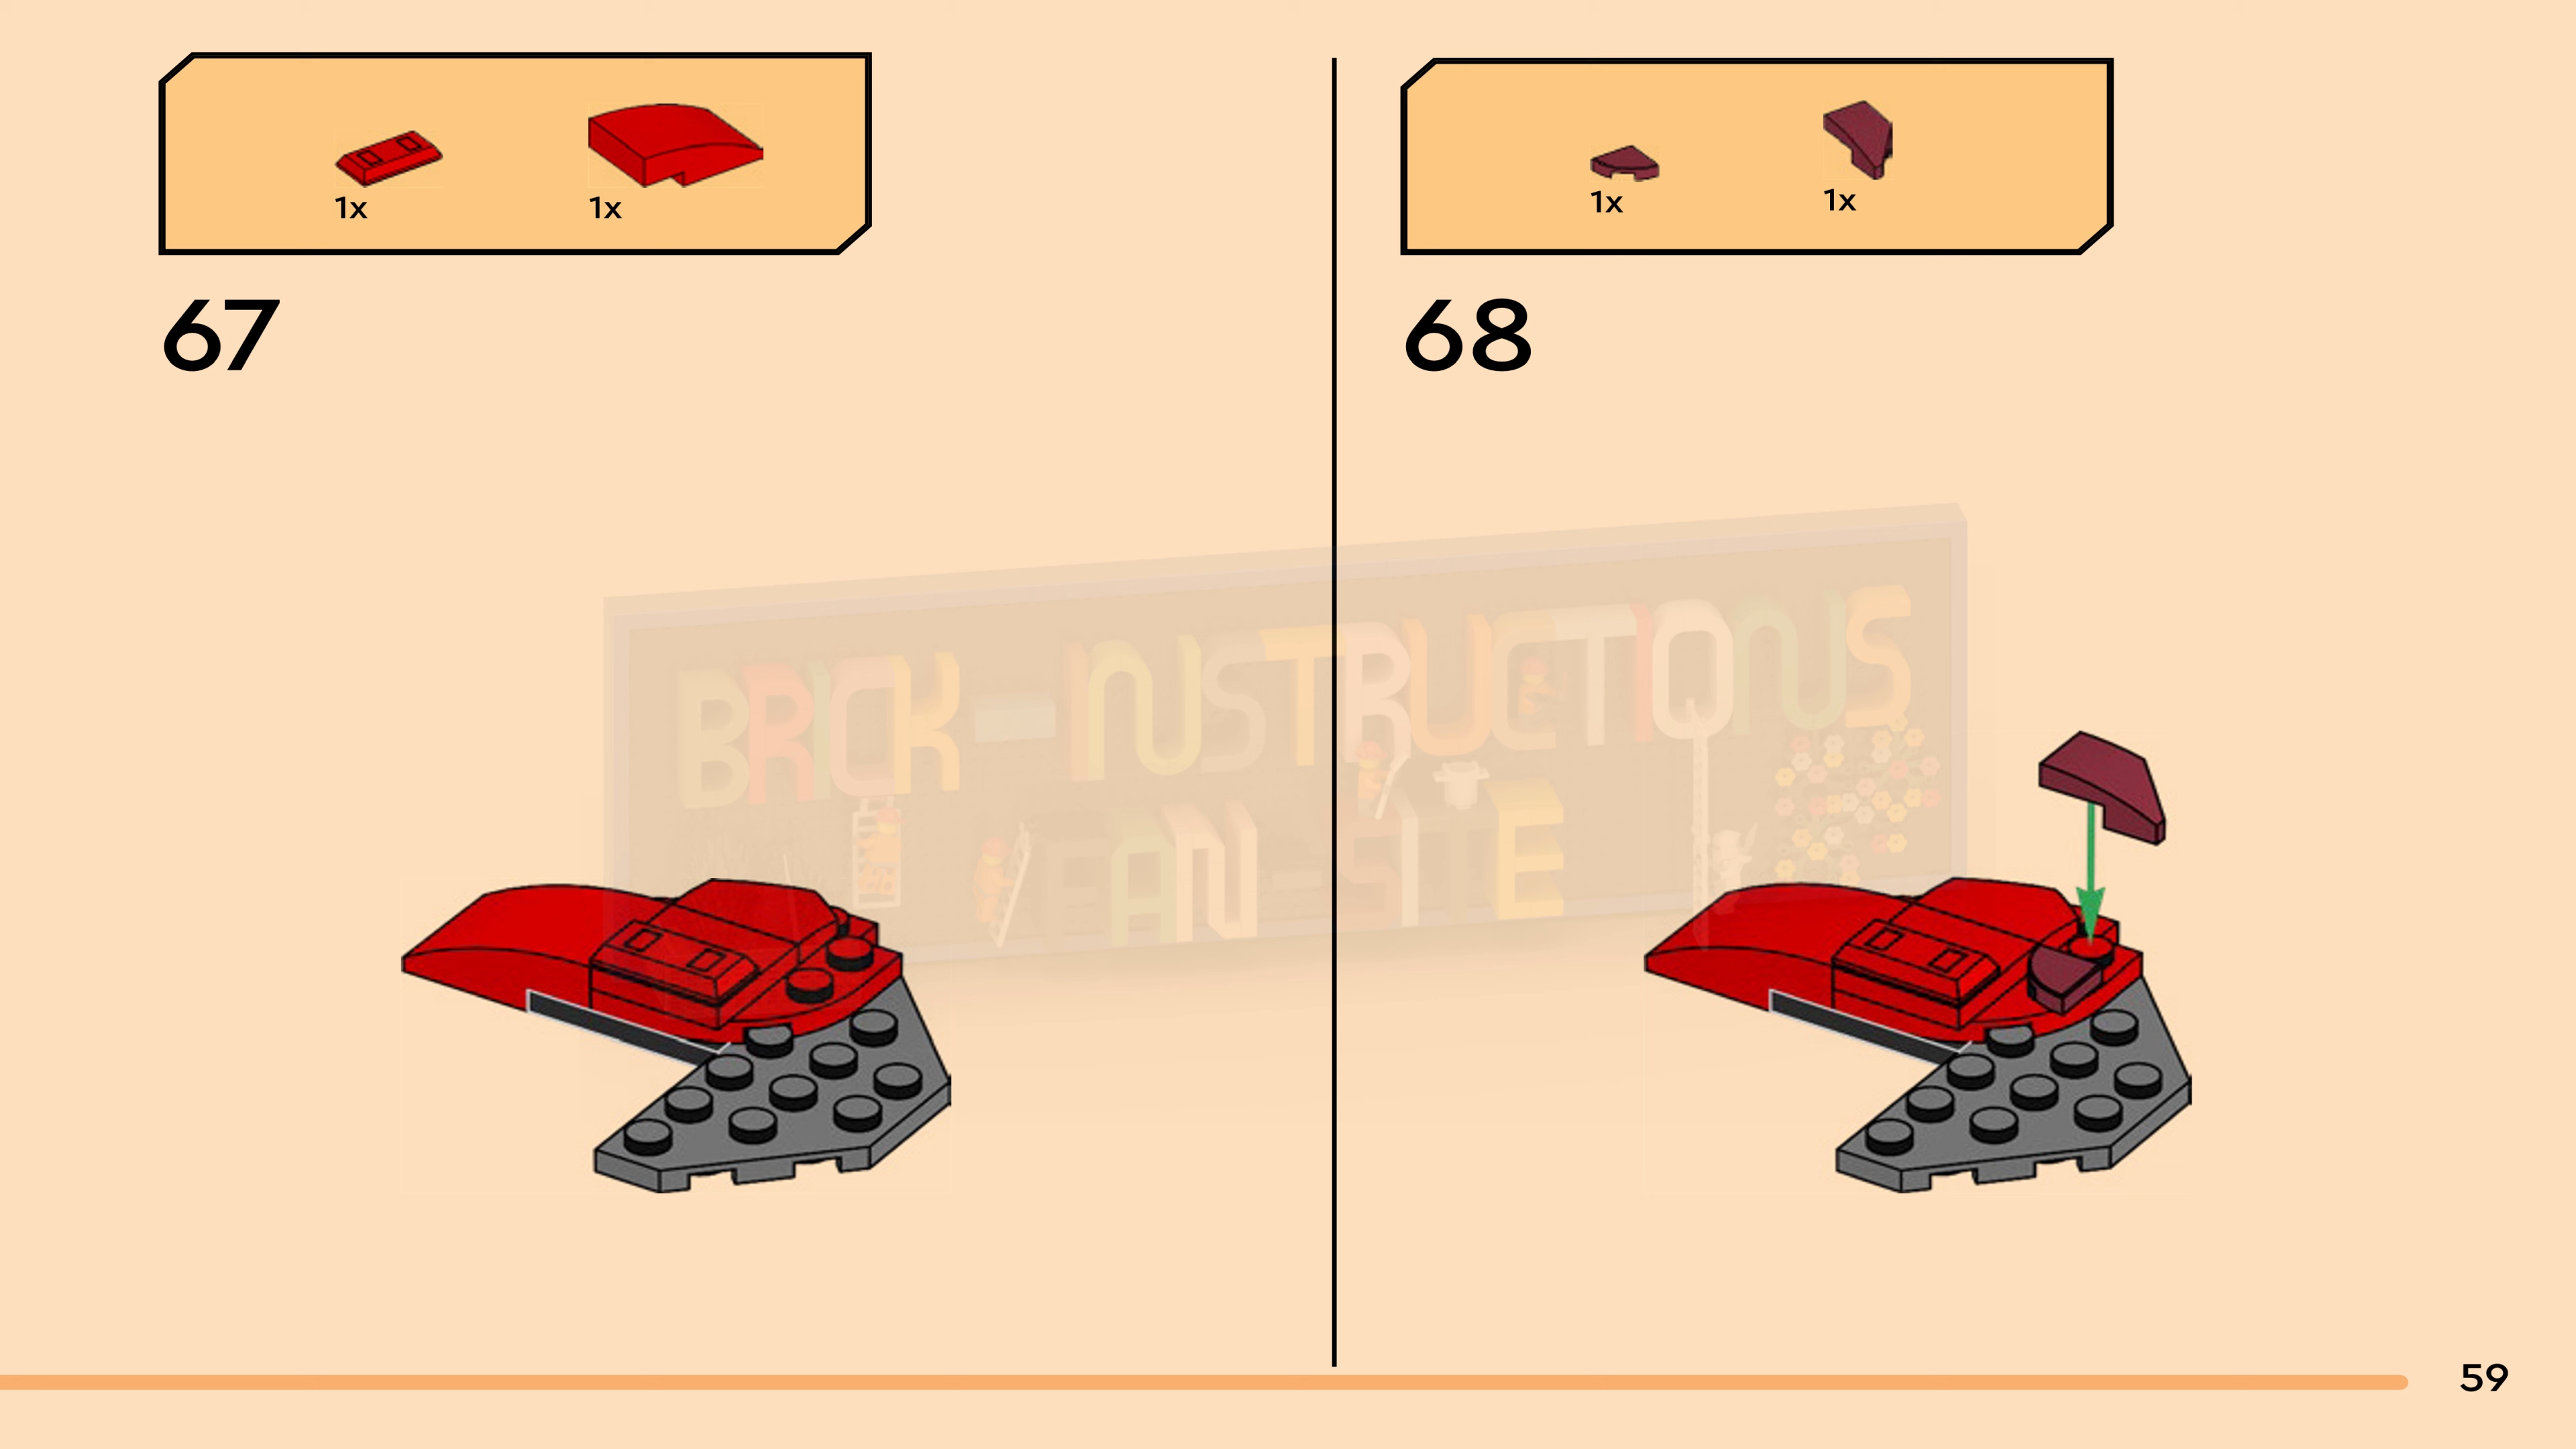 1x 1x
67
1x 1x
68
BRICK-INSTRUCTIONS
FAN-SITE
59